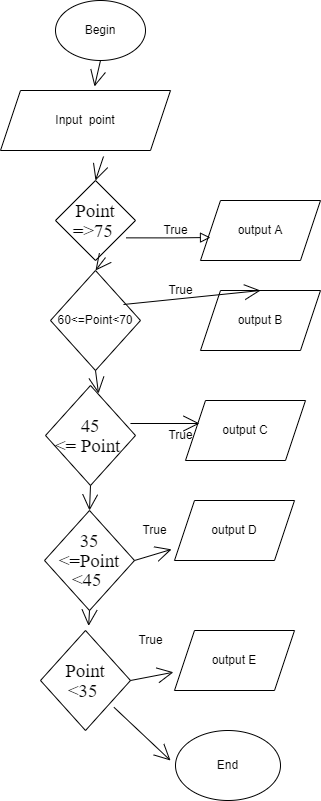 Begin
Input point
Point
=>75
True
output A
True
60<=Point<70
output B
45
<= Point
True
output C
35
<=Point
<45
True
output D
True
Point
<35
output E
End